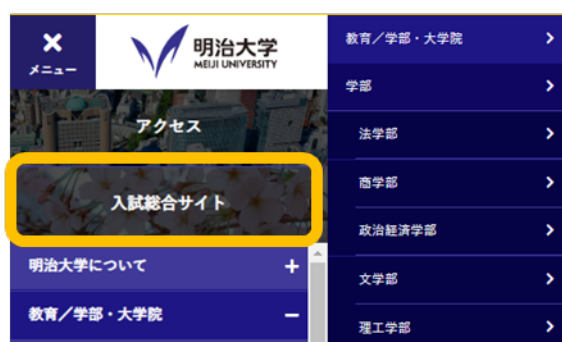 メニュー
明治大学
MEIJI UNIVERSITY
アクセス
入試総合サイト
明治大学について
教育／学部・大学院
教育／学部・大学院
学部
法学部
商学部
政治経済学部
文学部
理工学部